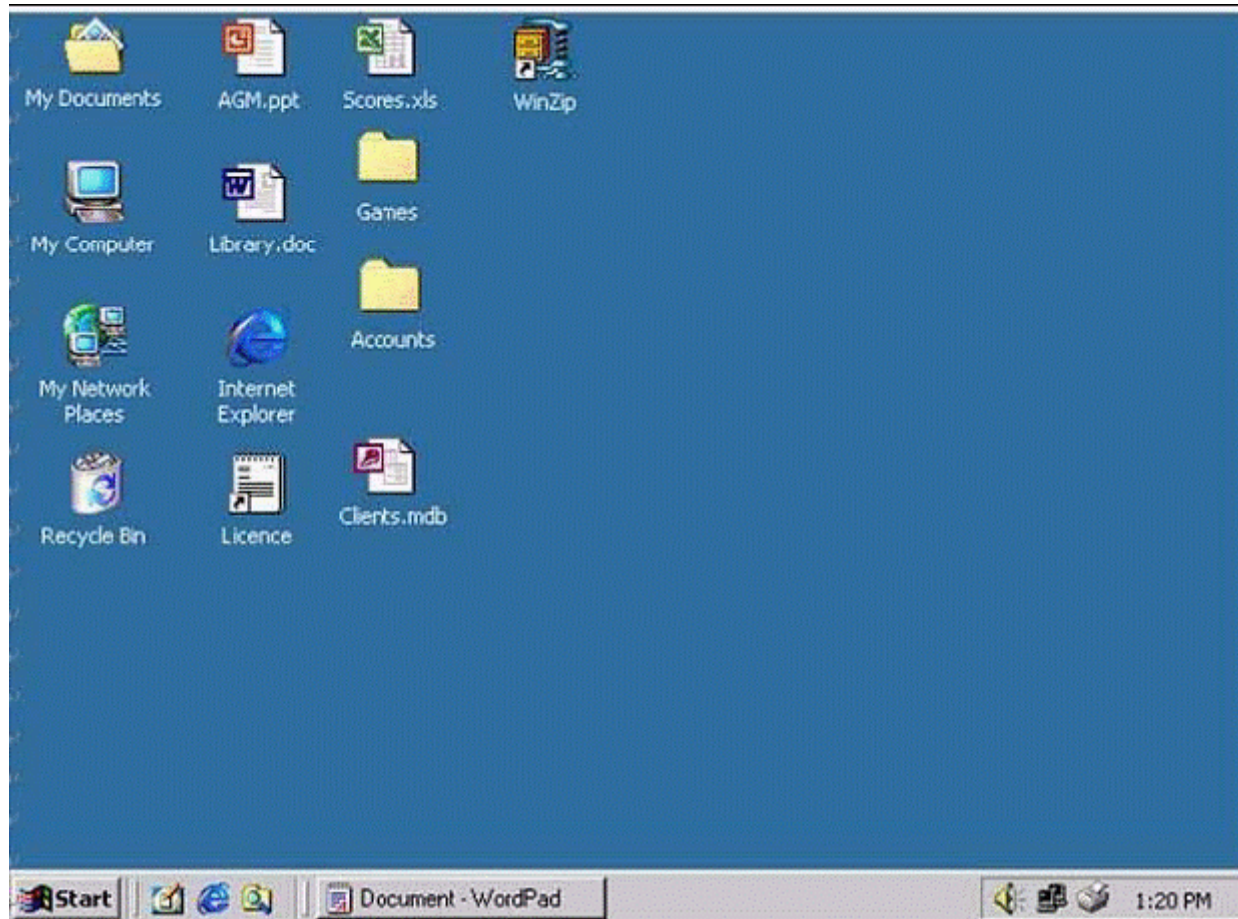 My Documents
AGM.ppt
Scores.xls
WinZip
My Computer
Library.doc
Games
Accounts
My Network
Places
Internet
Explorer
Recycle Bin
Licence
Clients.mdb
Start
Document - WordPad
1:20 PM